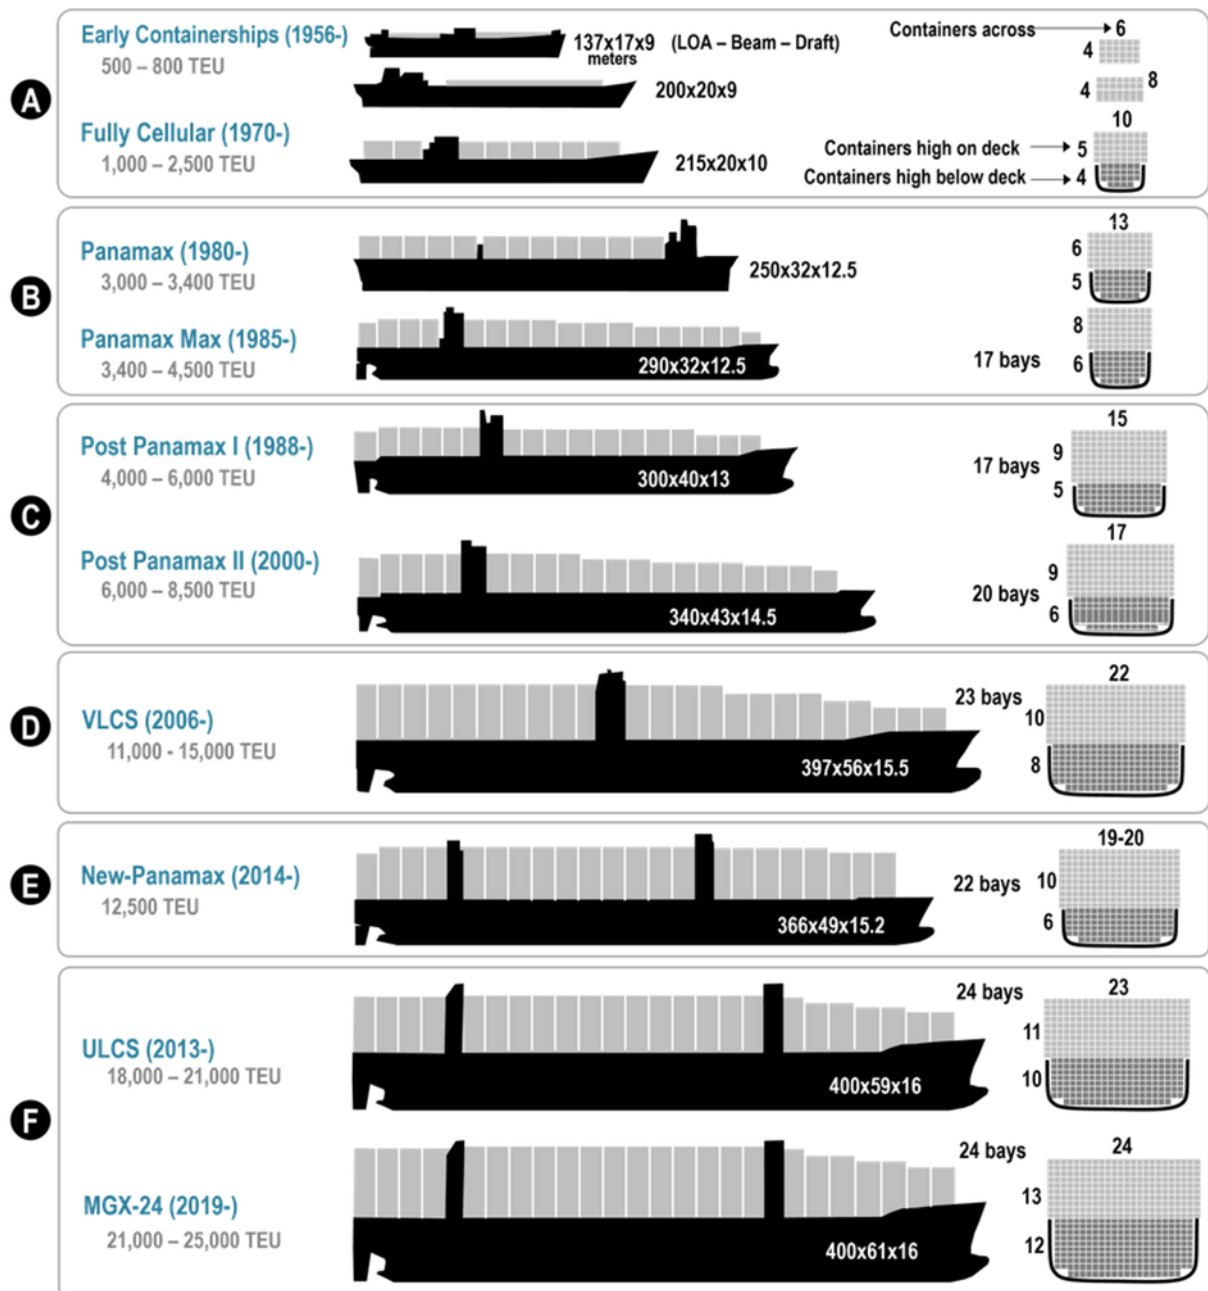 A
Early Containerships (1956-)
500 – 800 TEU
137x17x9 (LOA – Beam – Draft)
meters
200x20x9
Containers across 6
4
4 8
Fully Cellular (1970-)
1,000 – 2,500 TEU
215x20x10
10
Containers high on deck 5
Containers high below deck 4
B
Panamax (1980-)
3,000 – 3,400 TEU
250x32x12.5
13
6
5
Panamax Max (1985-)
3,400 – 4,500 TEU
290x32x12.5
17 bays
8
6
C
Post Panamax I (1988-)
4,000 – 6,000 TEU
300x40x13
17 bays
15
9
5
Post Panamax II (2000-)
6,000 – 8,500 TEU
340x43x14.5
20 bays
17
9
6
D
VLCS (2006-)
11,000 - 15,000 TEU
397x56x15.5
23 bays
22
10
8
E
New-Panamax (2014-)
12,500 TEU
366x49x15.2
22 bays
19-20
10
6
F
ULCS (2013-)
18,000 – 21,000 TEU
400x59x16
24 bays
23
11
10
MGX-24 (2019-)
21,000 – 25,000 TEU
400x61x16
24 bays
24
13
12